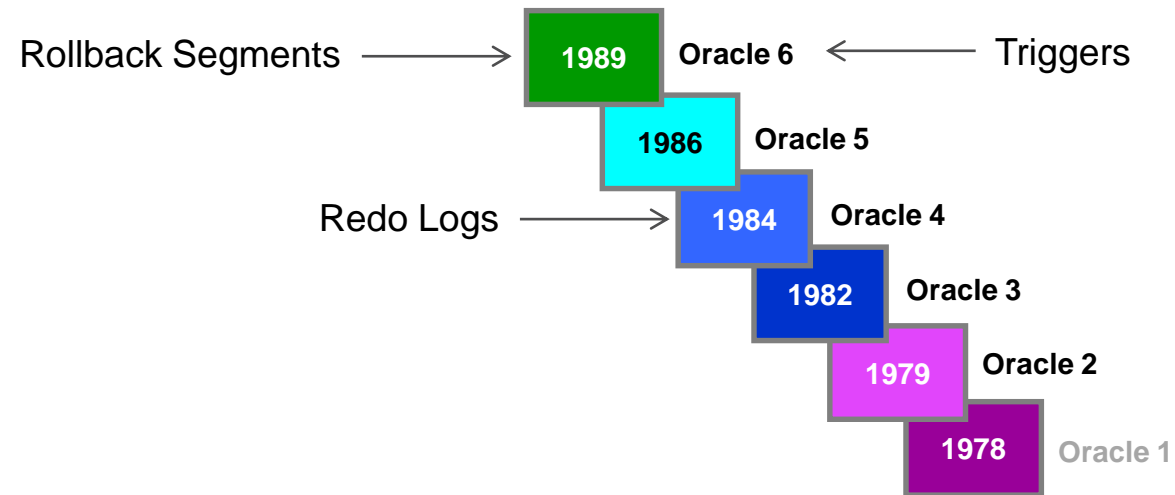 Rollback Segments
1989
Oracle 6
Triggers
1986
Oracle 5
Redo Logs
1984
Oracle 4
1982
Oracle 3
1979
Oracle 2
1978
Oracle 1